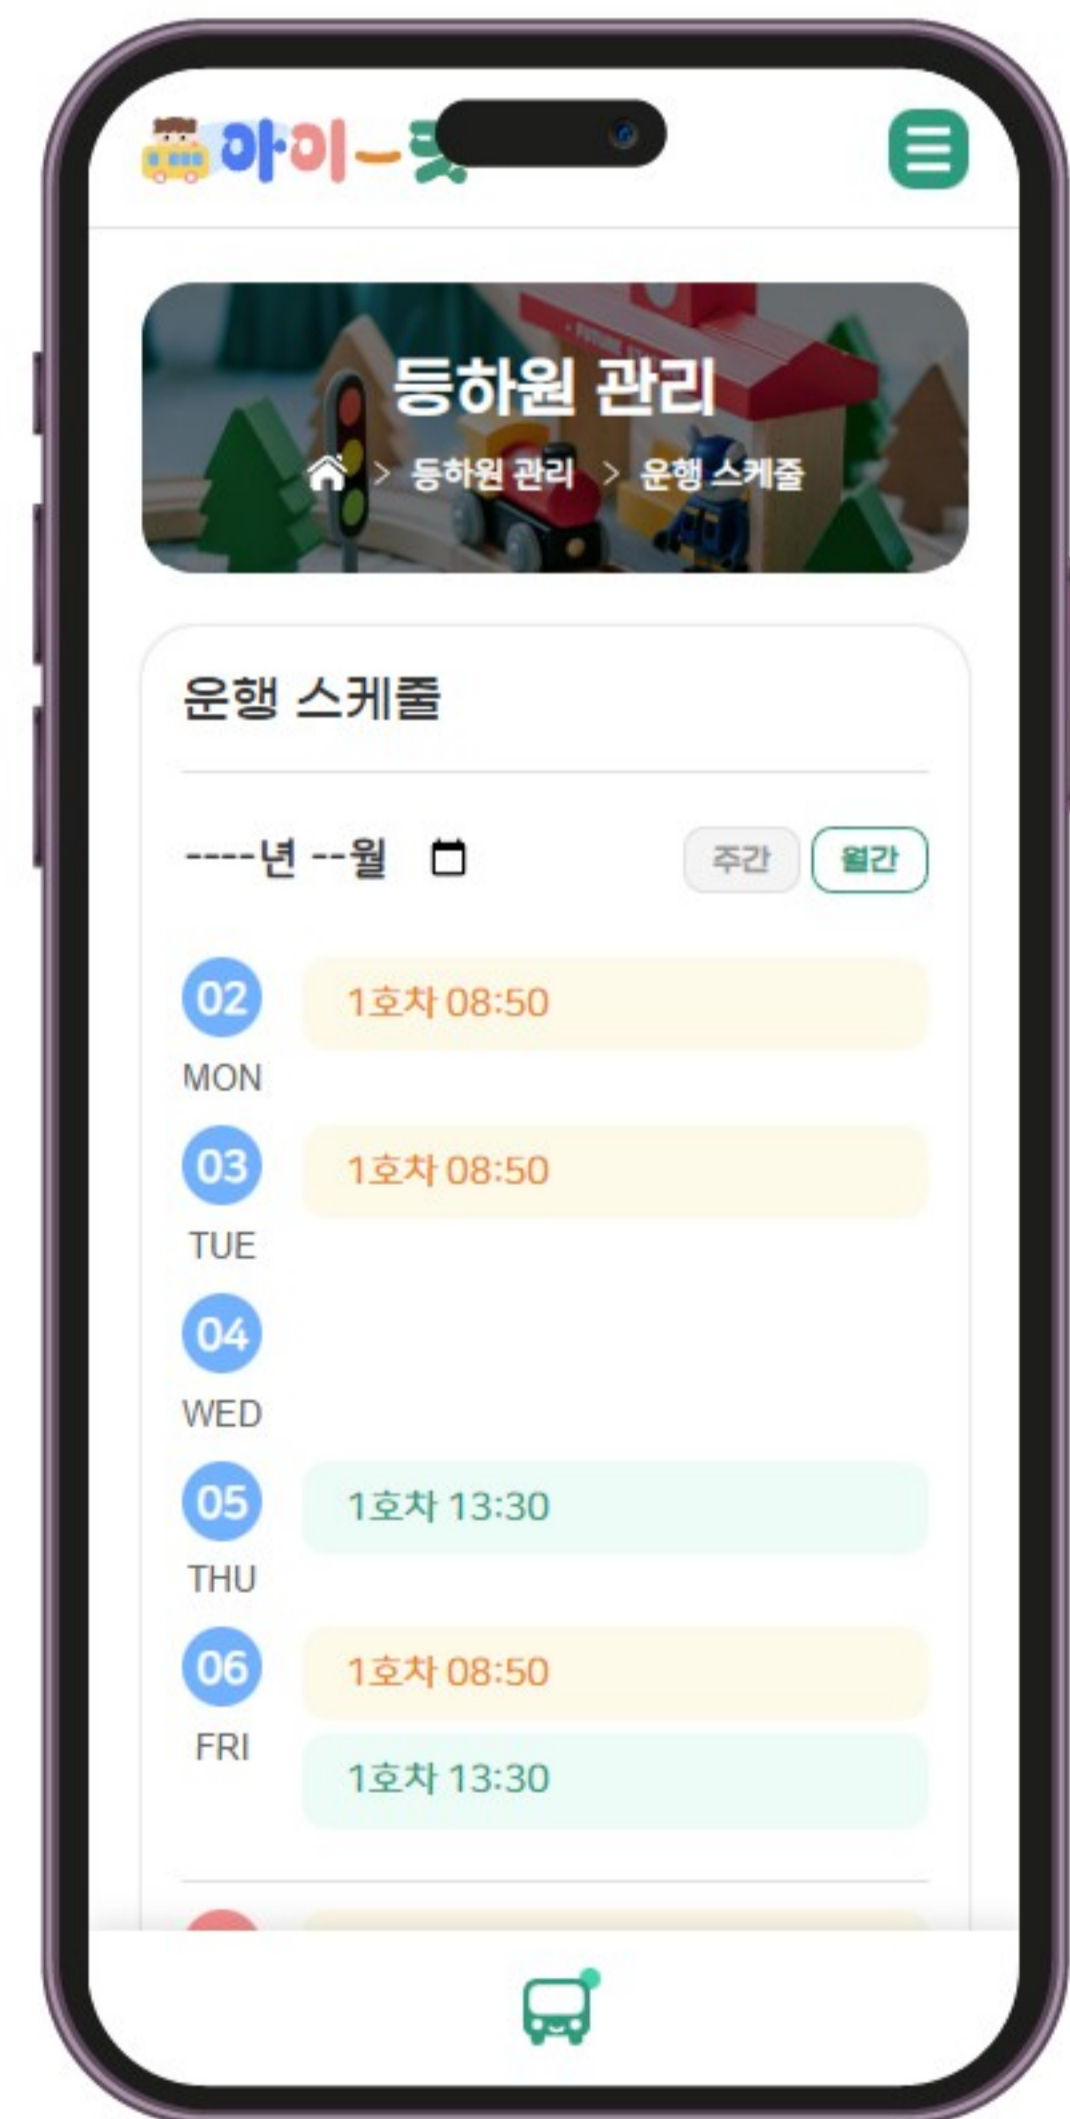 아이
등하원 관리
> 등하원 관리 > 운행 스케줄
운행 스케줄
----년 --월
주간 월간
02 1호차 08:50
MON
03 1호차 08:50
TUE
04
WED
05 1호차 13:30
THU
06 1호차 08:50
FRI
1호차 13:30